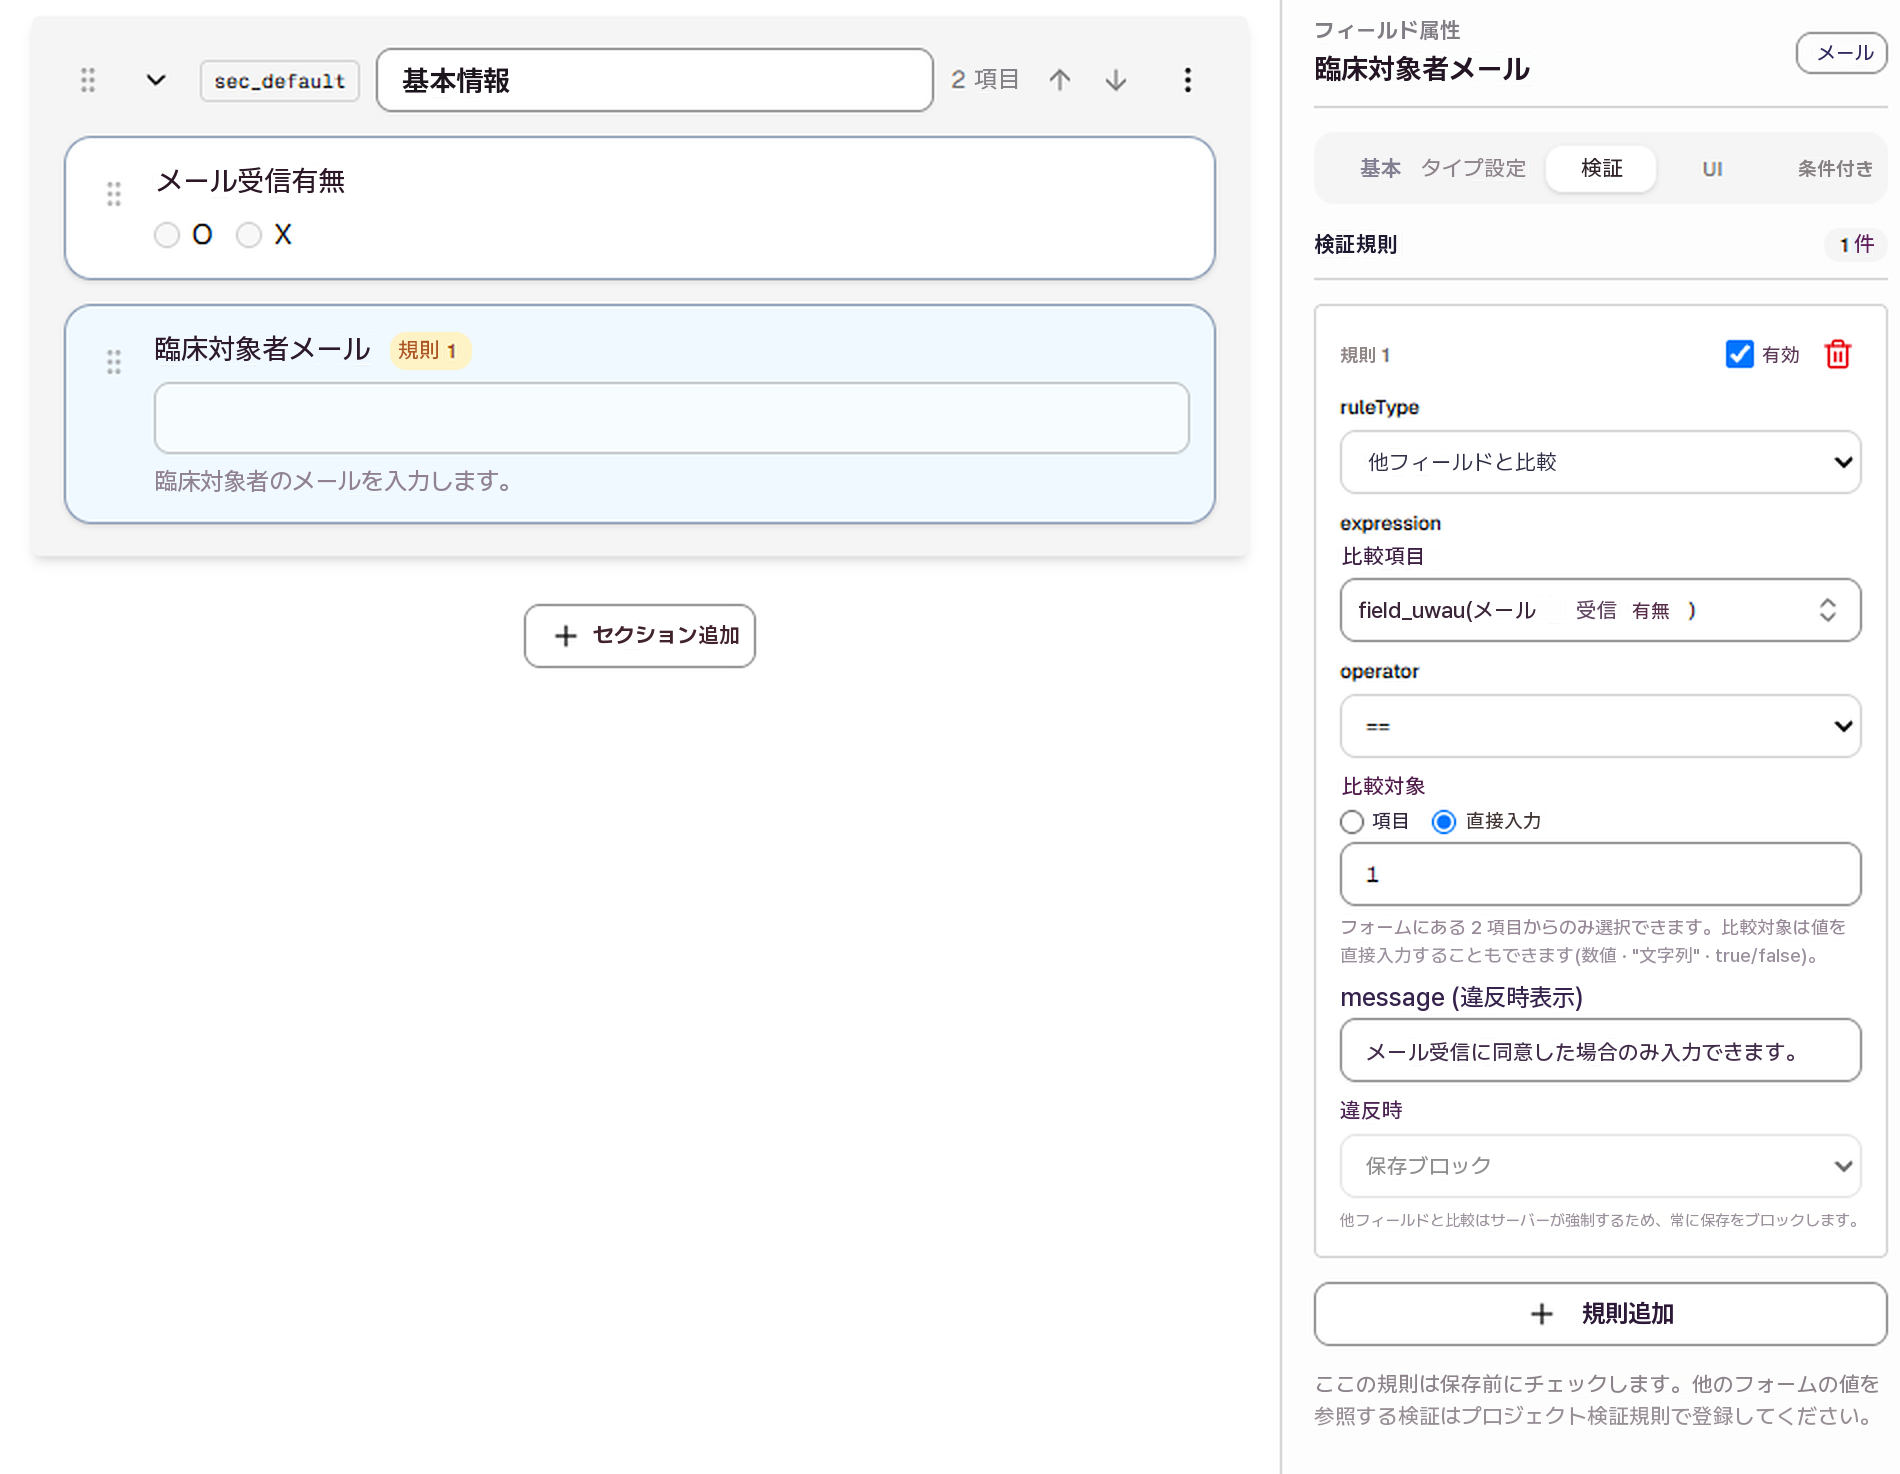 sec_default
基本情報
2 項目
メール受信有無
O X
臨床対象者メール 規則 1
臨床対象者のメールを入力します。
セクション追加
フィールド属性
臨床対象者メール
メール
基本 タイプ設定 検証 UI 条件付き
検証規則 1 件
規則 1 有効
ruleType
他フィールドと比較
expression
比較項目
field_uwau(メール 受信 有無 )
operator
==
比較対象
項目 直接入力
1
フォームにある 2 項目からのみ選択できます。比較対象は値を
直接入力することもできます(数値 · "文字列" · true/false)。
message (違反時表示)
メール受信に同意した場合のみ入力できます。
違反時
保存ブロック
他フィールドと比較はサーバーが強制するため、常に保存をブロックします。
規則追加
ここの規則は保存前にチェックします。他のフォームの値を
参照する検証はプロジェクト検証規則で登録してください。